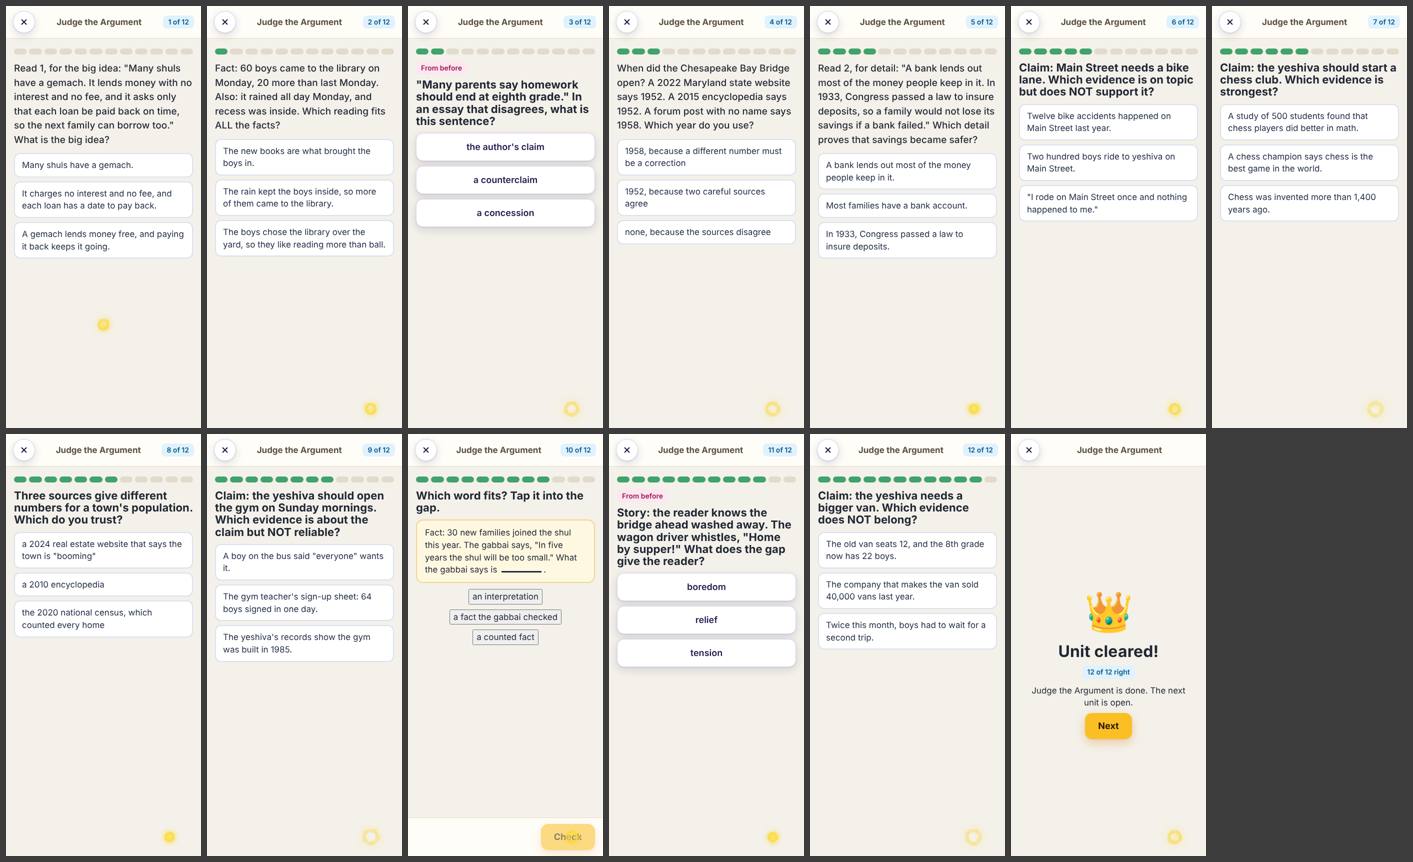 Judge the Argument
1 of 12
Read 1, for the big idea: "Many shuls
have a gemach. It lends money with no
interest and no fee, and it asks only
that each loan be paid back on time,
so the next family can borrow too."
What is the big idea?
Many shuls have a gemach.
It charges no interest and no fee, and
each loan has a date to pay back.
A gemach lends money free, and paying
it back keeps it going.
Judge the Argument
2 of 12
Fact: 60 boys came to the library on
Monday, 20 more than last Monday.
Also: it rained all day Monday, and
recess was inside. Which reading fits
ALL the facts?
The new books are what brought the
boys in.
The rain kept the boys inside, so more
of them came to the library.
The boys chose the library over the
yard, so they like reading more than ball.
Judge the Argument
3 of 12
From before
"Many parents say homework
should end at eighth grade." In
an essay that disagrees, what is
this sentence?
the author's claim
a counterclaim
a concession
Judge the Argument
4 of 12
When did the Chesapeake Bay Bridge
open? A 2022 Maryland state website
says 1952. A 2015 encyclopedia says
1952. A forum post with no name says
1958. Which year do you use?
1958, because a different number must
be a correction
1952, because two careful sources
agree
none, because the sources disagree
Judge the Argument
5 of 12
Read 2, for detail: "A bank lends out
most of the money people keep in it. In
1933, Congress passed a law to insure
deposits, so a family would not lose its
savings if a bank failed." Which detail
proves that savings became safer?
A bank lends out most of the money
people keep in it.
Most families have a bank account.
In 1933, Congress passed a law to
insure deposits.
Judge the Argument
6 of 12
Claim: Main Street needs a bike
lane. Which evidence is on topic
but does NOT support it?
Twelve bike accidents happened on
Main Street last year.
Two hundred boys ride to yeshiva on
Main Street.
"I rode on Main Street once and nothing
happened to me."
Judge the Argument
7 of 12
Claim: the yeshiva should start a
chess club. Which evidence is
strongest?
A study of 500 students found that
chess players did better in math.
A chess champion says chess is the
best game in the world.
Chess was invented more than 1,400
years ago.
Judge the Argument
8 of 12
Three sources give different
numbers for a town's population.
Which do you trust?
a 2024 real estate website that says the
town is "booming"
a 2010 encyclopedia
the 2020 national census, which
counted every home
Judge the Argument
9 of 12
Claim: the yeshiva should open
the gym on Sunday mornings.
Which evidence is about the
claim but NOT reliable?
A boy on the bus said "everyone" wants
it.
The gym teacher's sign-up sheet: 64
boys signed in one day.
The yeshiva's records show the gym
was built in 1985.
Judge the Argument
10 of 12
Which word fits? Tap it into the
gap.
Fact: 30 new families joined the shul
this year. The gabbai says, "In five
years the shul will be too small." What
the gabbai says is ______ .
an interpretation
a fact the gabbai checked
a counted fact
Check
Judge the Argument
11 of 12
From before
Story: the reader knows the
bridge ahead washed away. The
wagon driver whistles, "Home
by supper!" What does the gap
give the reader?
boredom
relief
tension
Judge the Argument
12 of 12
Claim: the yeshiva needs a
bigger van. Which evidence
does NOT belong?
The old van seats 12, and the 8th grade
now has 22 boys.
The company that makes the van sold
40,000 vans last year.
Twice this month, boys had to wait for a
second trip.
Judge the Argument
Unit cleared!
12 of 12 right
Judge the Argument is done. The next
unit is open.
Next